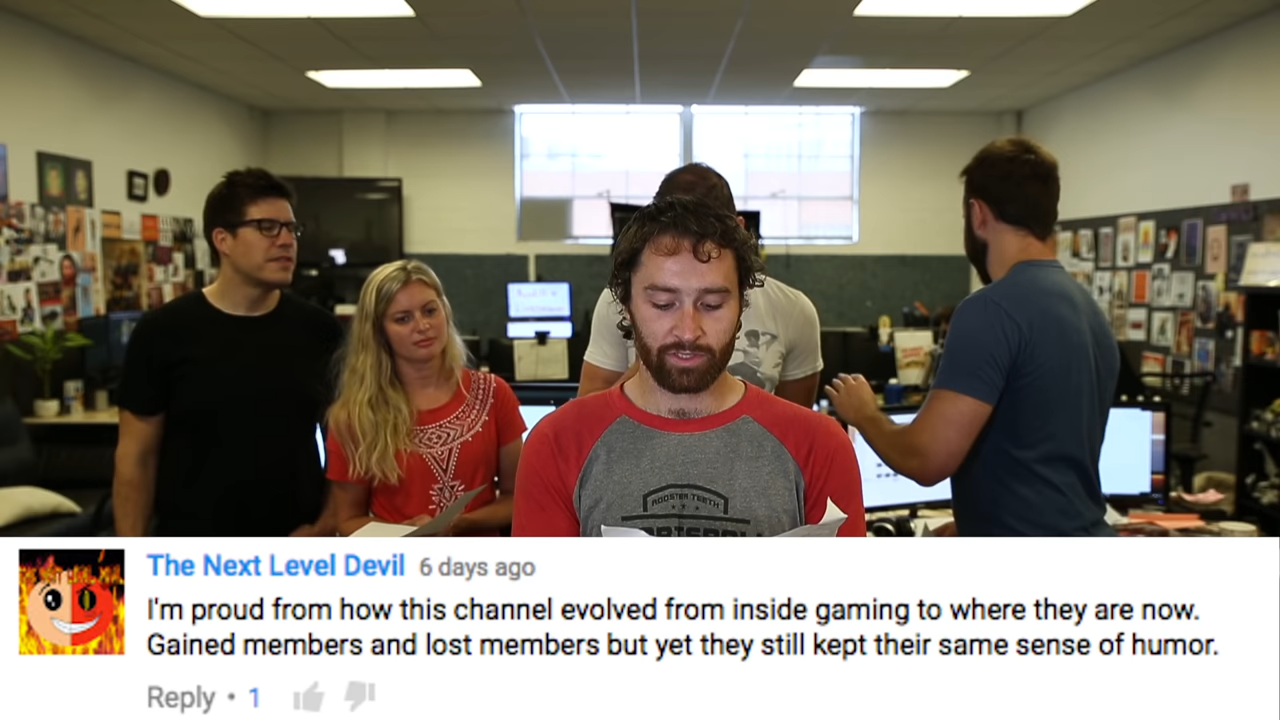 ROOSTER TEETH
The Next Level Devil 6 days ago
I'm proud from how this channel evolved from inside gaming to where they are now.
Gained members and lost members but yet they still kept their same sense of humor.
Reply • 1